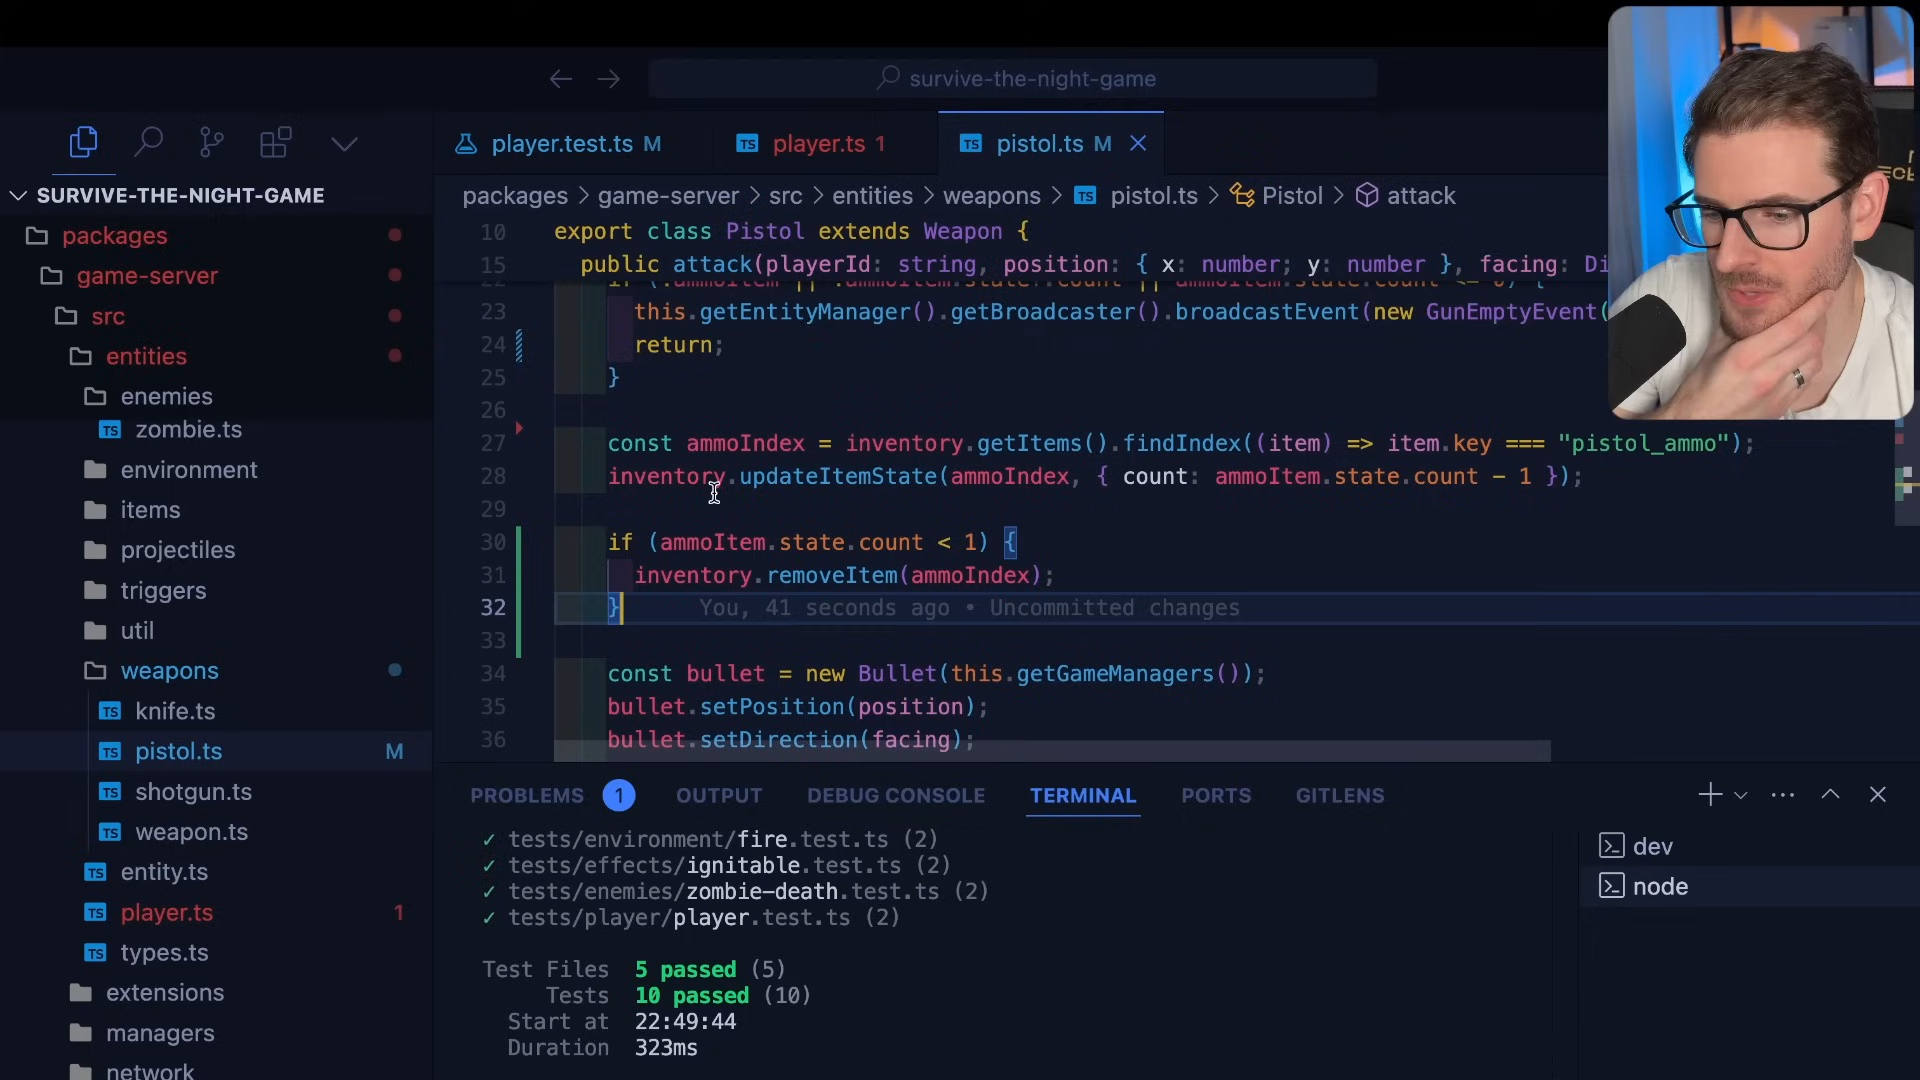 survive-the-night-game
player.test.ts M
player.ts 1
pistol.ts M
SURVIVE-THE-NIGHT-GAME
packages
game-server
src
entities
enemies
zombie.ts
environment
items
projectiles
triggers
util
weapons
knife.ts
pistol.ts M
shotgun.ts
weapon.ts
entity.ts
player.ts 1
types.ts
extensions
managers
network
packages > game-server > src > entities > weapons > pistol.ts > Pistol > attack
10 export class Pistol extends Weapon {
15 public attack(playerId: string, position: { x: number; y: number }, facing: Di
23 this.getEntityManager().getBroadcaster().broadcastEvent(new GunEmptyEvent(
24 return;
25 }
26
27 const ammoIndex = inventory.getItems().findIndex((item) => item.key === "pistol_ammo");
28 inventory.updateItemState(ammoIndex, { count: ammoItem.state.count - 1 });
29
30 if (ammoItem.state.count < 1) {
31 inventory.removeItem(ammoIndex);
32 } You, 41 seconds ago • Uncommitted changes
33
34 const bullet = new Bullet(this.getGameManagers());
35 bullet.setPosition(position);
36 bullet.setDirection(facing);
PROBLEMS 1 OUTPUT DEBUG CONSOLE TERMINAL PORTS GITLENS
✓ tests/environment/fire.test.ts (2)
✓ tests/effects/ignitable.test.ts (2)
✓ tests/enemies/zombie-death.test.ts (2)
✓ tests/player/player.test.ts (2)
Test Files 5 passed (5)
Tests 10 passed (10)
Start at 22:49:44
Duration 323ms
dev
node